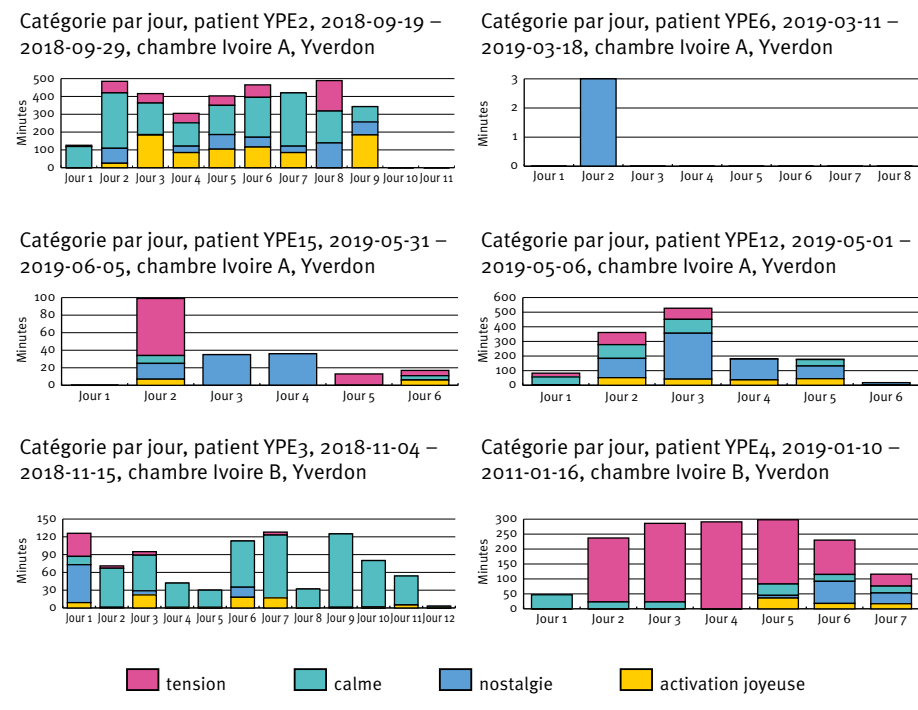 Catégorie par jour, patient YPE2, 2018-09-19 –
2018-09-29, chambre Ivoire A, Yverdon
Minutes
500
400
300
200
100
0
Jour 1 Jour 2 Jour 3 Jour 4 Jour 5 Jour 6 Jour 7 Jour 8 Jour 9 Jour 10 Jour 11
Catégorie par jour, patient YPE6, 2019-03-11 –
2019-03-18, chambre Ivoire A, Yverdon
Minutes
3
2
1
0
Jour 1 Jour 2 Jour 3 Jour 4 Jour 5 Jour 6 Jour 7 Jour 8
Catégorie par jour, patient YPE15, 2019-05-31 –
2019-06-05, chambre Ivoire A, Yverdon
Minutes
100
80
60
40
20
0
Jour 1 Jour 2 Jour 3 Jour 4 Jour 5 Jour 6
Catégorie par jour, patient YPE12, 2019-05-01 –
2019-05-06, chambre Ivoire A, Yverdon
Minutes
600
500
400
300
200
100
0
Jour 1 Jour 2 Jour 3 Jour 4 Jour 5 Jour 6
Catégorie par jour, patient YPE3, 2018-11-04 –
2018-11-15, chambre Ivoire B, Yverdon
Minutes
150
120
90
60
30
0
Jour 1 Jour 2 Jour 3 Jour 4 Jour 5 Jour 6 Jour 7 Jour 8 Jour 9 Jour 10 Jour 11 Jour 12
Catégorie par jour, patient YPE4, 2019-01-10 –
2011-01-16, chambre Ivoire B, Yverdon
Minutes
300
250
200
150
100
50
0
Jour 1 Jour 2 Jour 3 Jour 4 Jour 5 Jour 6 Jour 7
tension calme nostalgie activation joyeuse